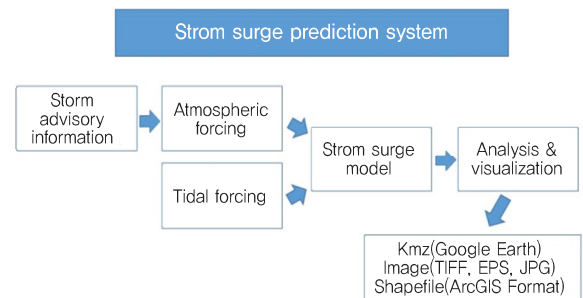 Strom surge prediction system
Storm
advisory
information
Atmospheric
forcing
Tidal forcing
Strom surge
model
Analysis &
visualization
Kmz(Google Earth)
Image(TIFF, EPS, JPG)
Shapefile(ArcGIS Format)